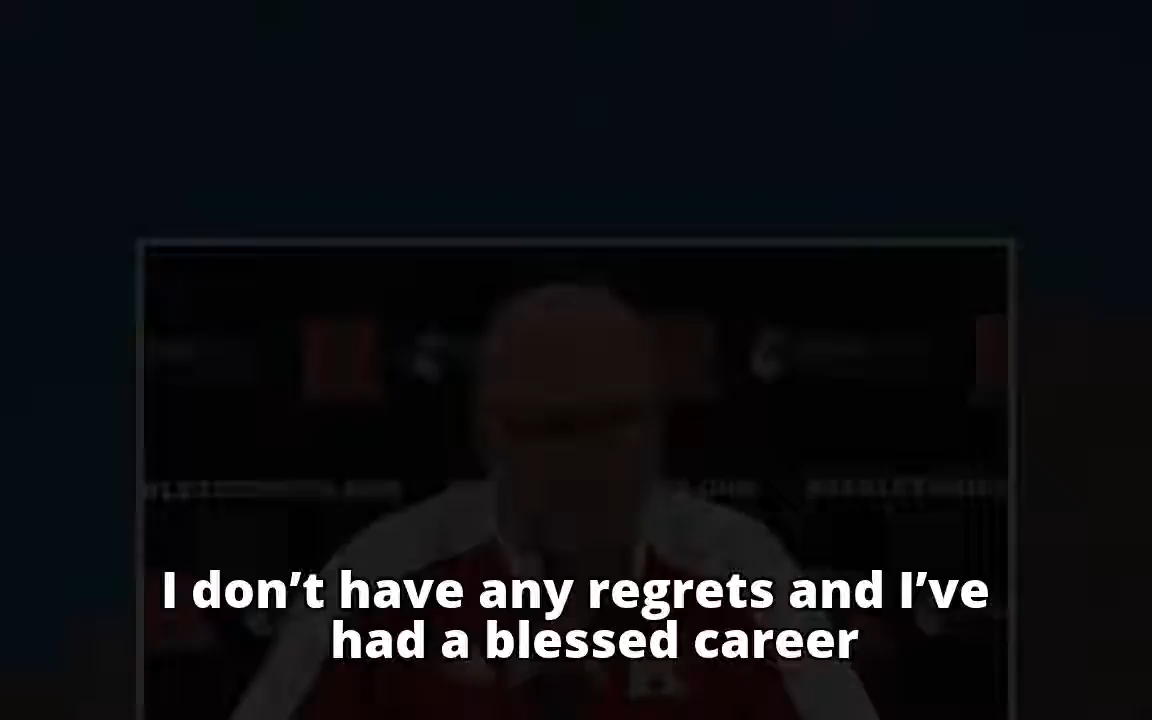 I don’t have any regrets and I’ve
had a blessed career